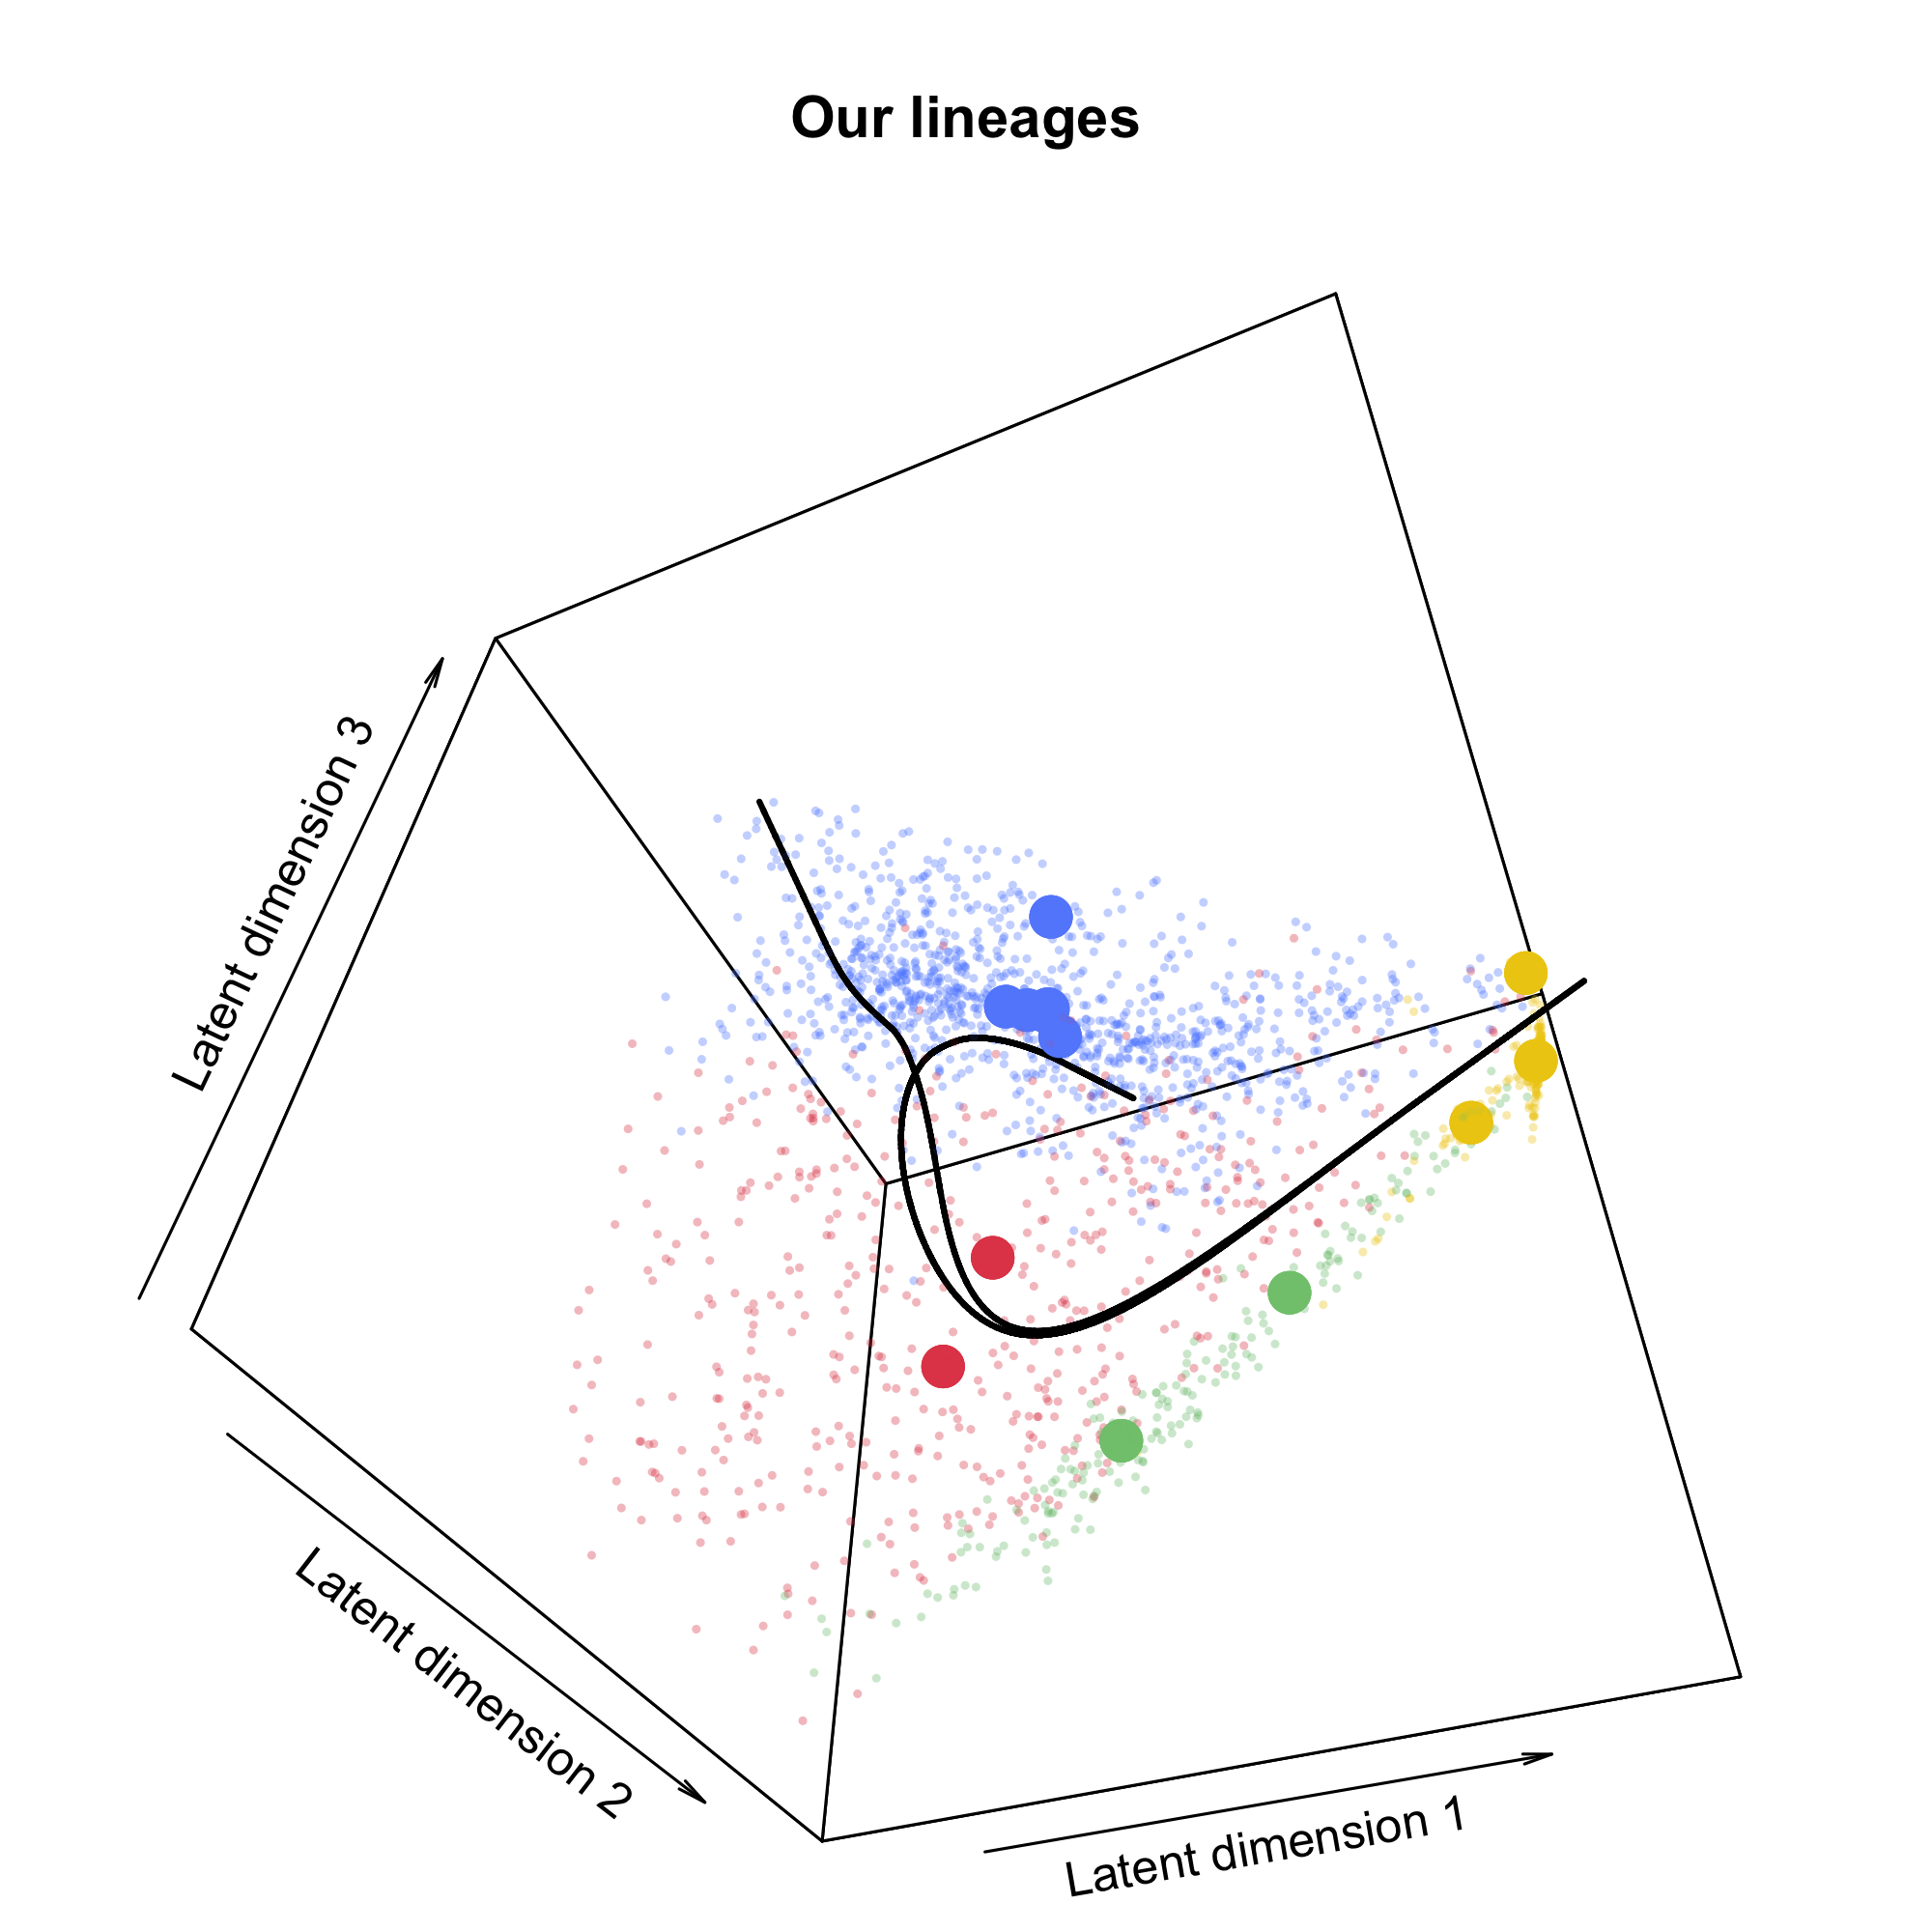 Our lineages
Latent dimension 3
Latent dimension 2
Latent dimension 1